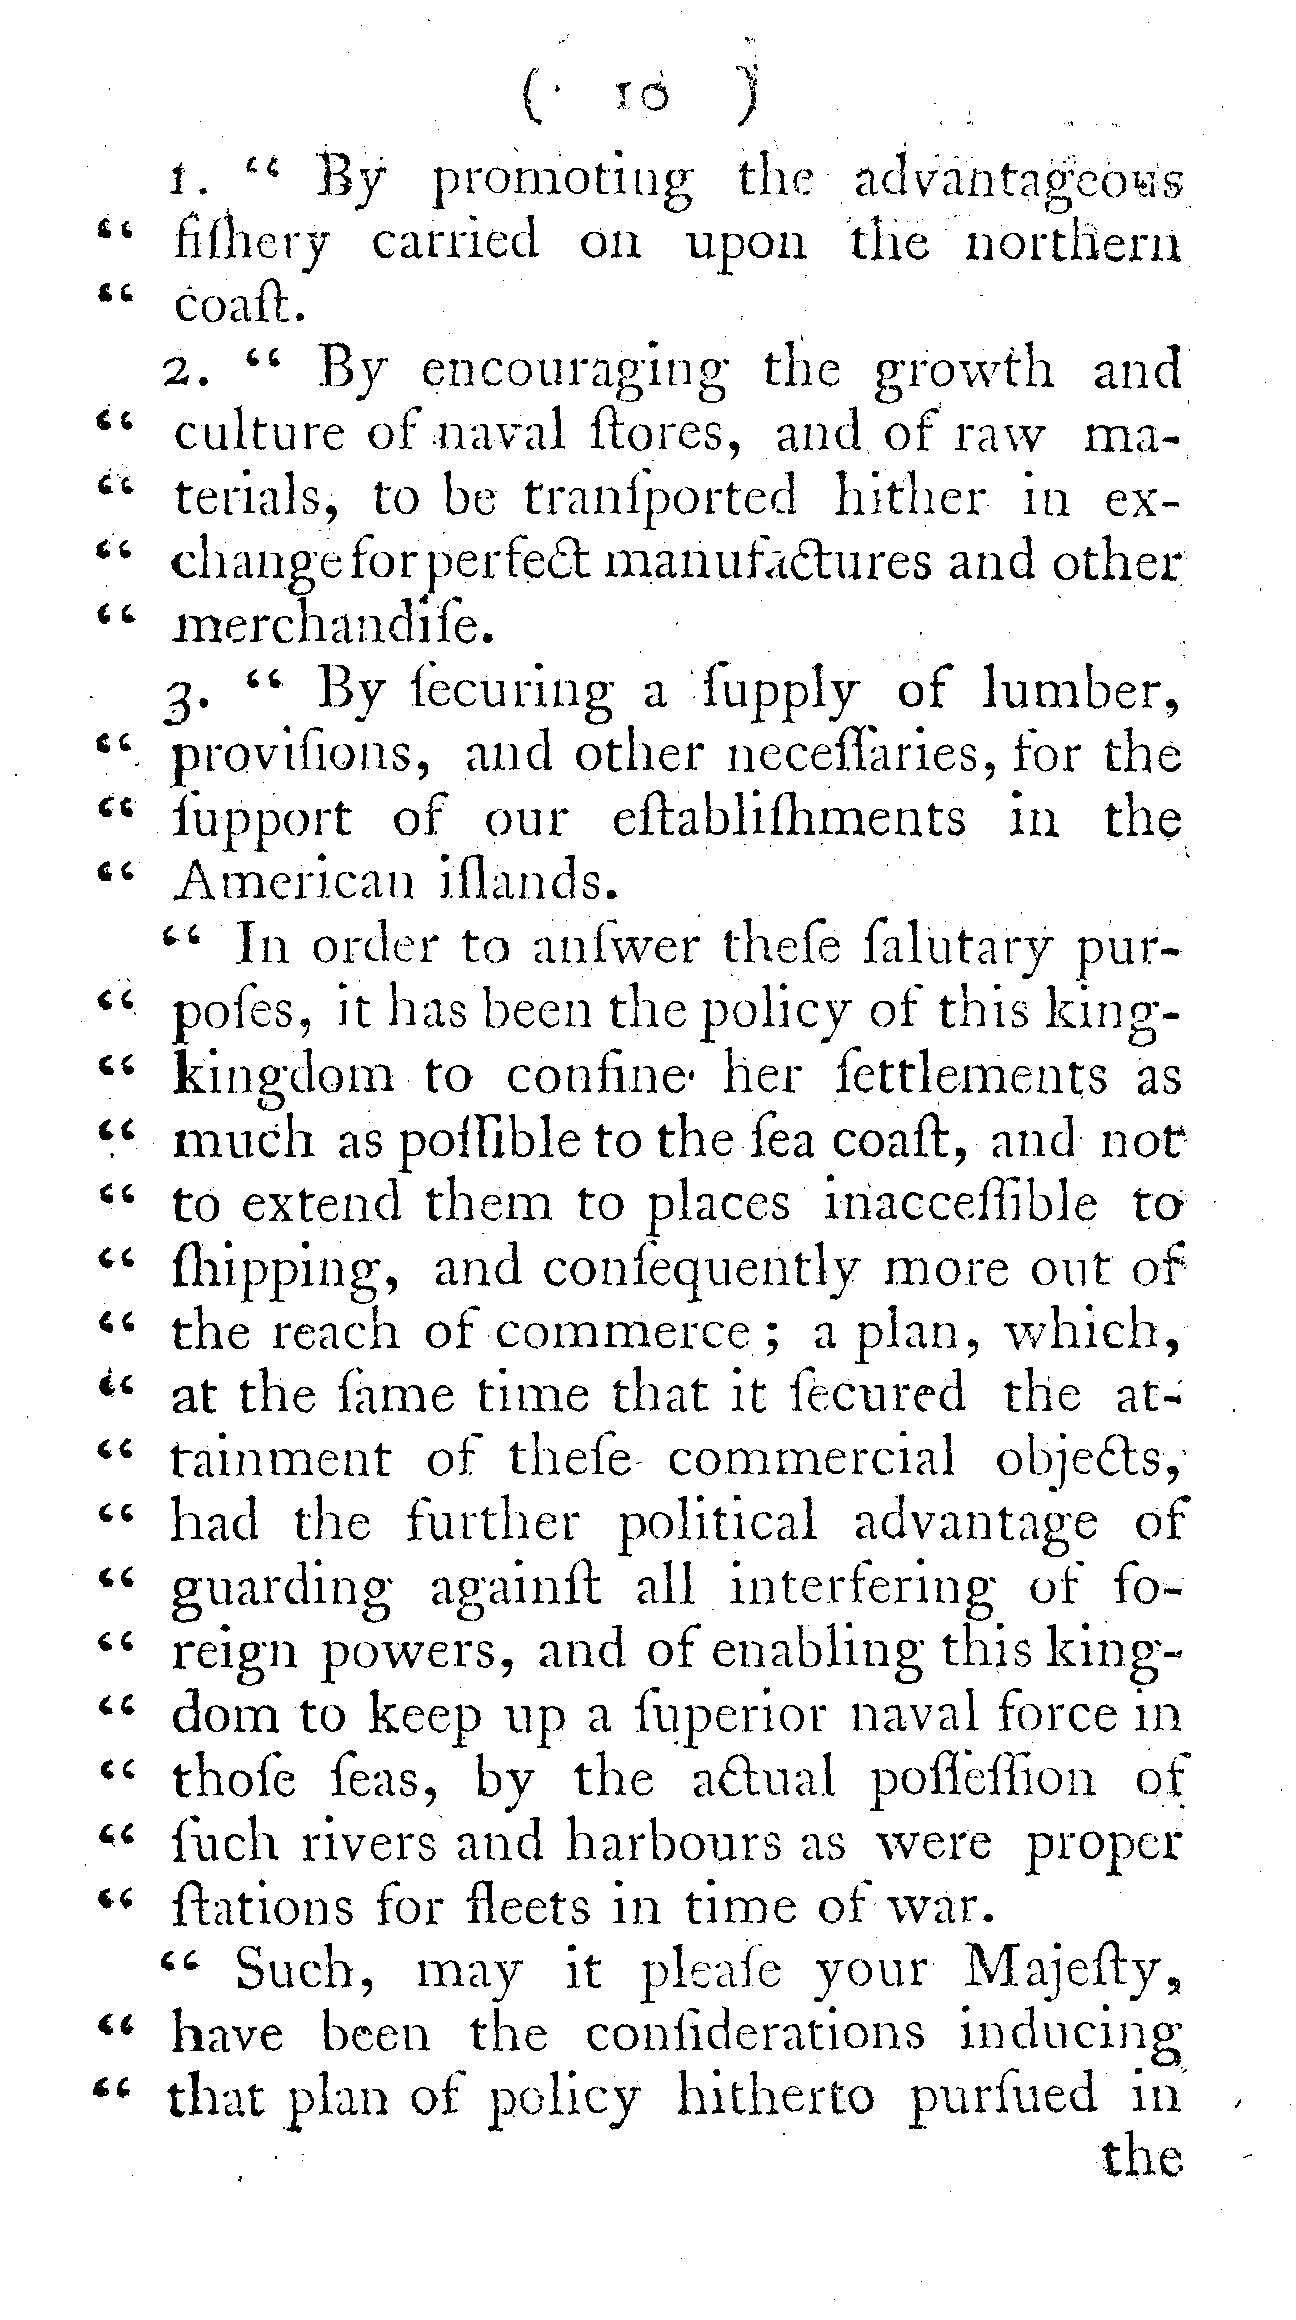 ( 10 )
1. “ By promoting the advantageous
“ fiſhery carried on upon the northern
“ coaſt.
2. “ By encouraging the growth and
“ culture of naval ſtores, and of raw ma-
“ terials, to be tranſported hither in ex-
“ change for perfect manufactures and other
“ merchandiſe.
3. “ By ſecuring a ſupply of lumber,
“ proviſions, and other neceſſaries, for the
“ ſupport of our eſtabliſhments in the
“ American iſlands.
“ In order to anſwer theſe ſalutary pur-
“ poſes, it has been the policy of this king-
“ kingdom to confine her ſettlements as
“ much as poſſible to the ſea coaſt, and not
“ to extend them to places inacceſſible to
“ ſhipping, and conſequently more out of
“ the reach of commerce ; a plan, which,
“ at the ſame time that it ſecured the at-
“ tainment of theſe commercial objects,
“ had the further political advantage of
“ guarding againſt all interfering of fo-
“ reign powers, and of enabling this king-
“ dom to keep up a ſuperior naval force in
“ thoſe ſeas, by the actual poſſeſſion of
“ ſuch rivers and harbours as were proper
“ ſtations for fleets in time of war.
“ Such, may it pleaſe your Majeſty,
“ have been the conſiderations inducing
“ that plan of policy hitherto purſued in
the